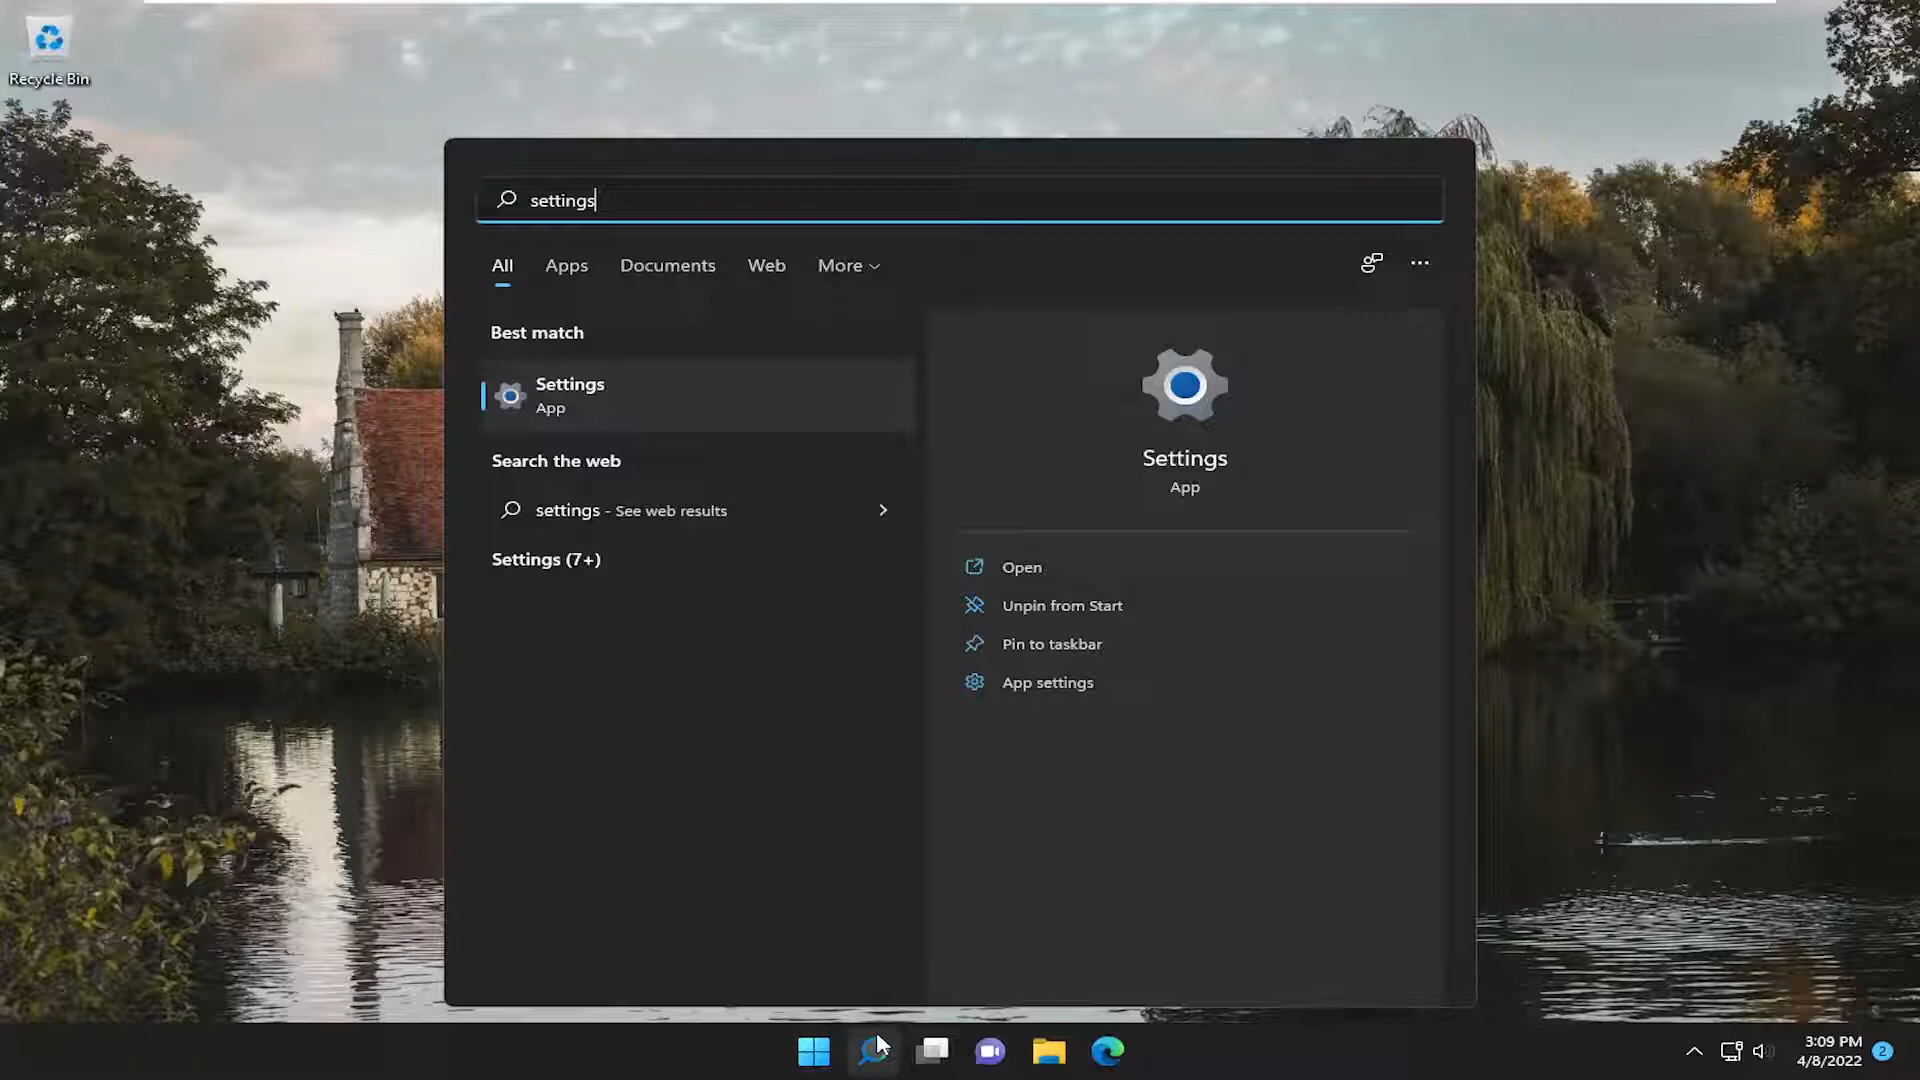 Recycle Bin
settings
All Apps Documents Web More
Best match
Settings
App
Search the web
settings - See web results
Settings (7+)
Settings
App
Open
Unpin from Start
Pin to taskbar
App settings
3:09 PM
4/8/2022
2